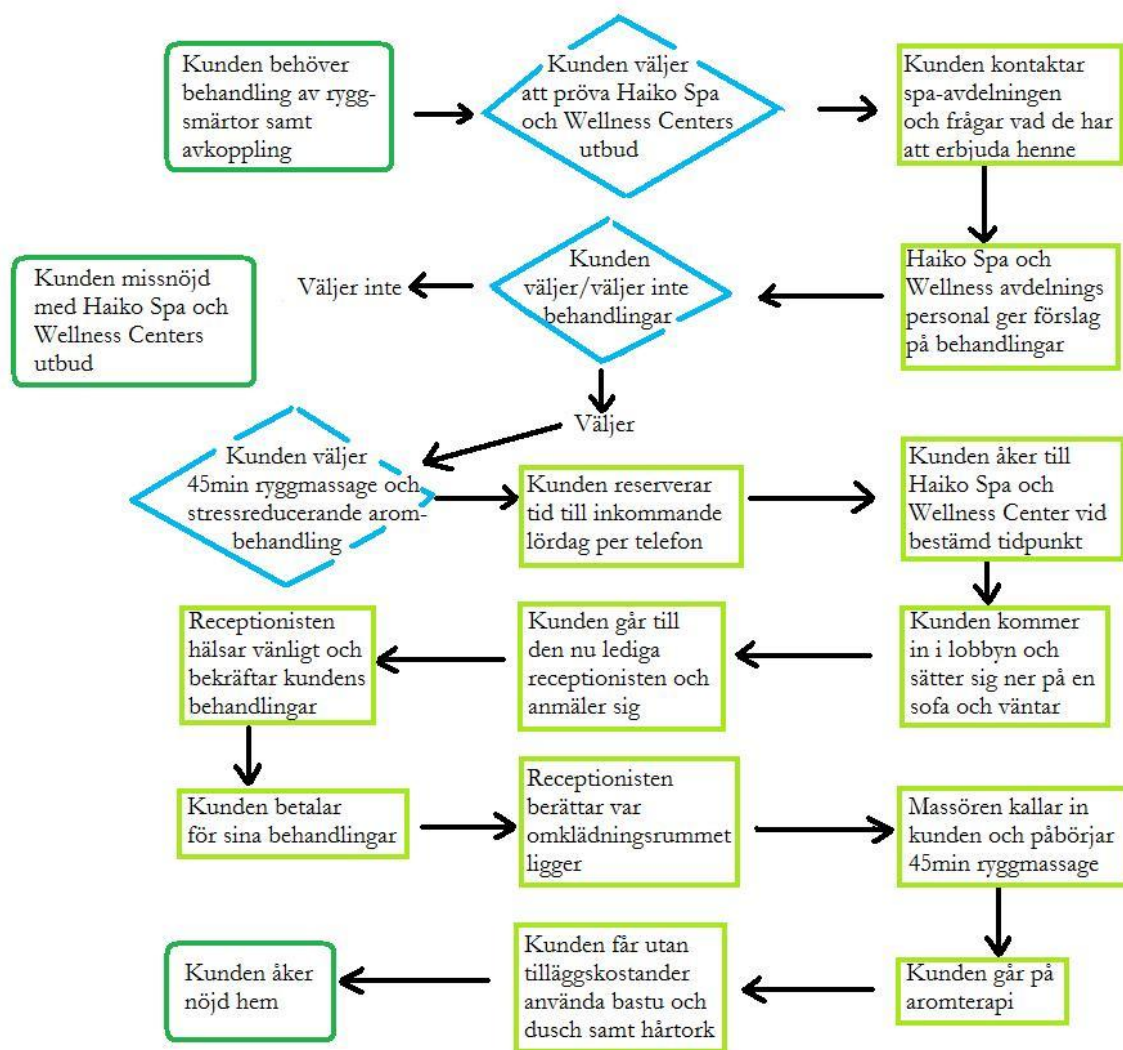 Kunden behöver
behandling av rygg-
smärtor samt
avkoppling
Kunden väljer
att pröva Haiko Spa
och Wellness Centers
utbud
Kunden kontaktar
spa-avdelningen
och frågar vad de har
att erbjuda henne
Haiko Spa och
Wellness avdelnings
personal ger förslag
på behandlingar
Kunden
väljer/väljer inte
behandlingar
Väljer inte
Kunden missnöjd
med Haiko Spa och
Wellness Centers
utbud
Väljer
Kunden väljer
45min ryggmassage och
stressreducerande arom-
behandling
Kunden reserverar
tid till inkommande
lördag per telefon
Kunden åker till
Haiko Spa och
Wellness Center vid
bestämd tidpunkt
Kunden kommer
in i lobbyn och
sätter sig ner på en
sofa och väntar
Kunden går till
den nu lediga
receptionisten och
anmäler sig
Receptionisten
hälsar vänligt och
bekräftar kundens
behandlingar
Kunden betalar
för sina behandlingar
Receptionisten
berättar var
omklädningsrummet
ligger
Massören kallar in
kunden och påbörjar
45min ryggmassage
Kunden går på
aromterapi
Kunden får utan
tilläggskostander
använda bastu och
dusch samt hårtork
Kunden åker
nöjd hem